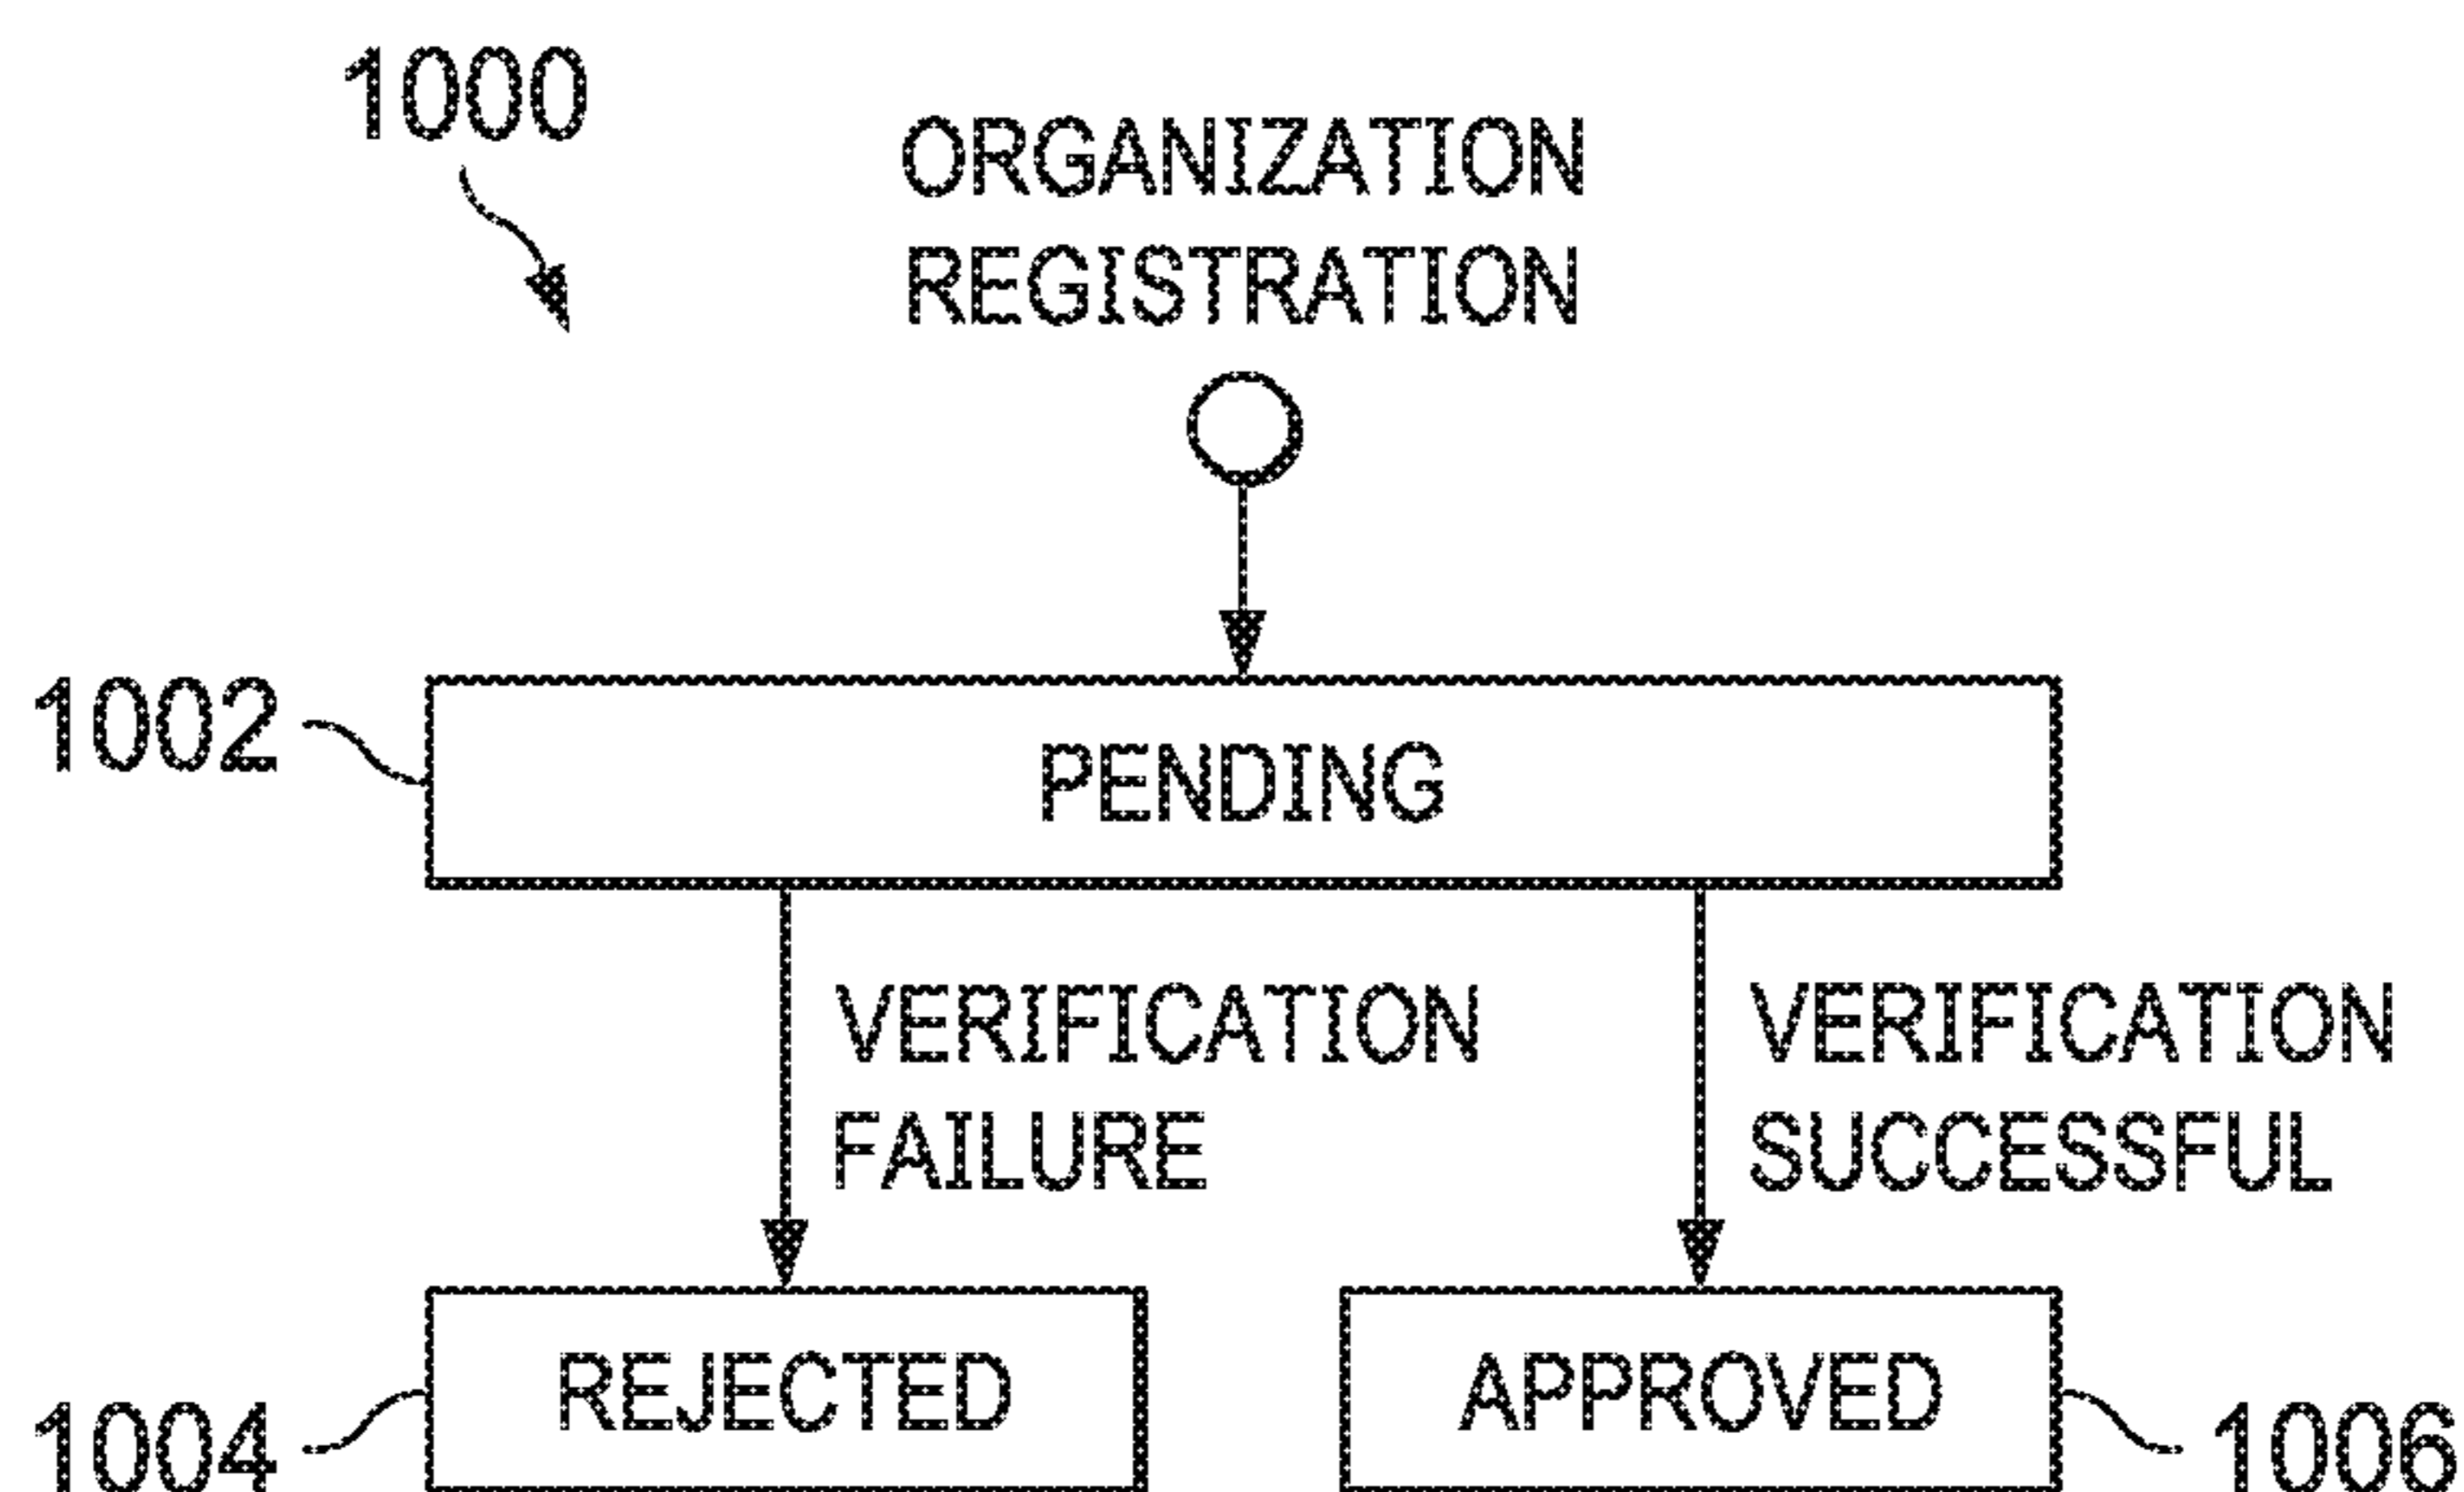 1000
ORGANIZATION
REGISTRATION
1002
PENDING
VERIFICATION
FAILURE
VERIFICATION
SUCCESSFUL
1004
REJECTED
APPROVED
1006